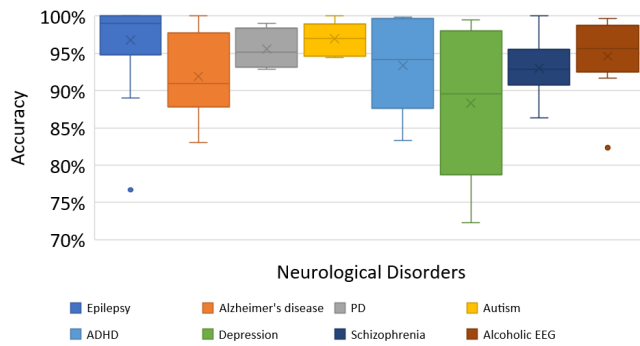 100%
95%
90%
85%
80%
75%
70%
Accuracy
Neurological Disorders
Epilepsy
Alzheimer's disease
PD
Autism
ADHD
Depression
Schizophrenia
Alcoholic EEG